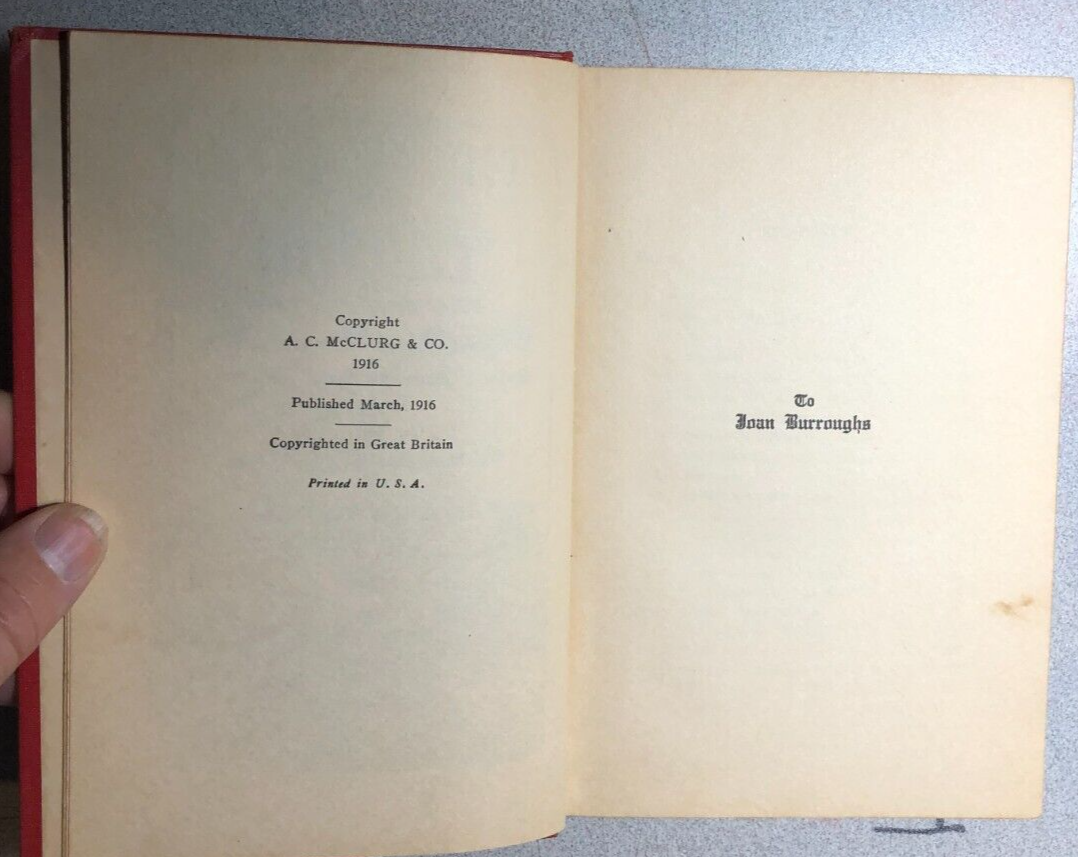 Copyright
A. C. McCLURG & CO.
1916
Published March, 1916
Copyrighted in Great Britain
Printed in U. S. A.
To
Joan Burroughs